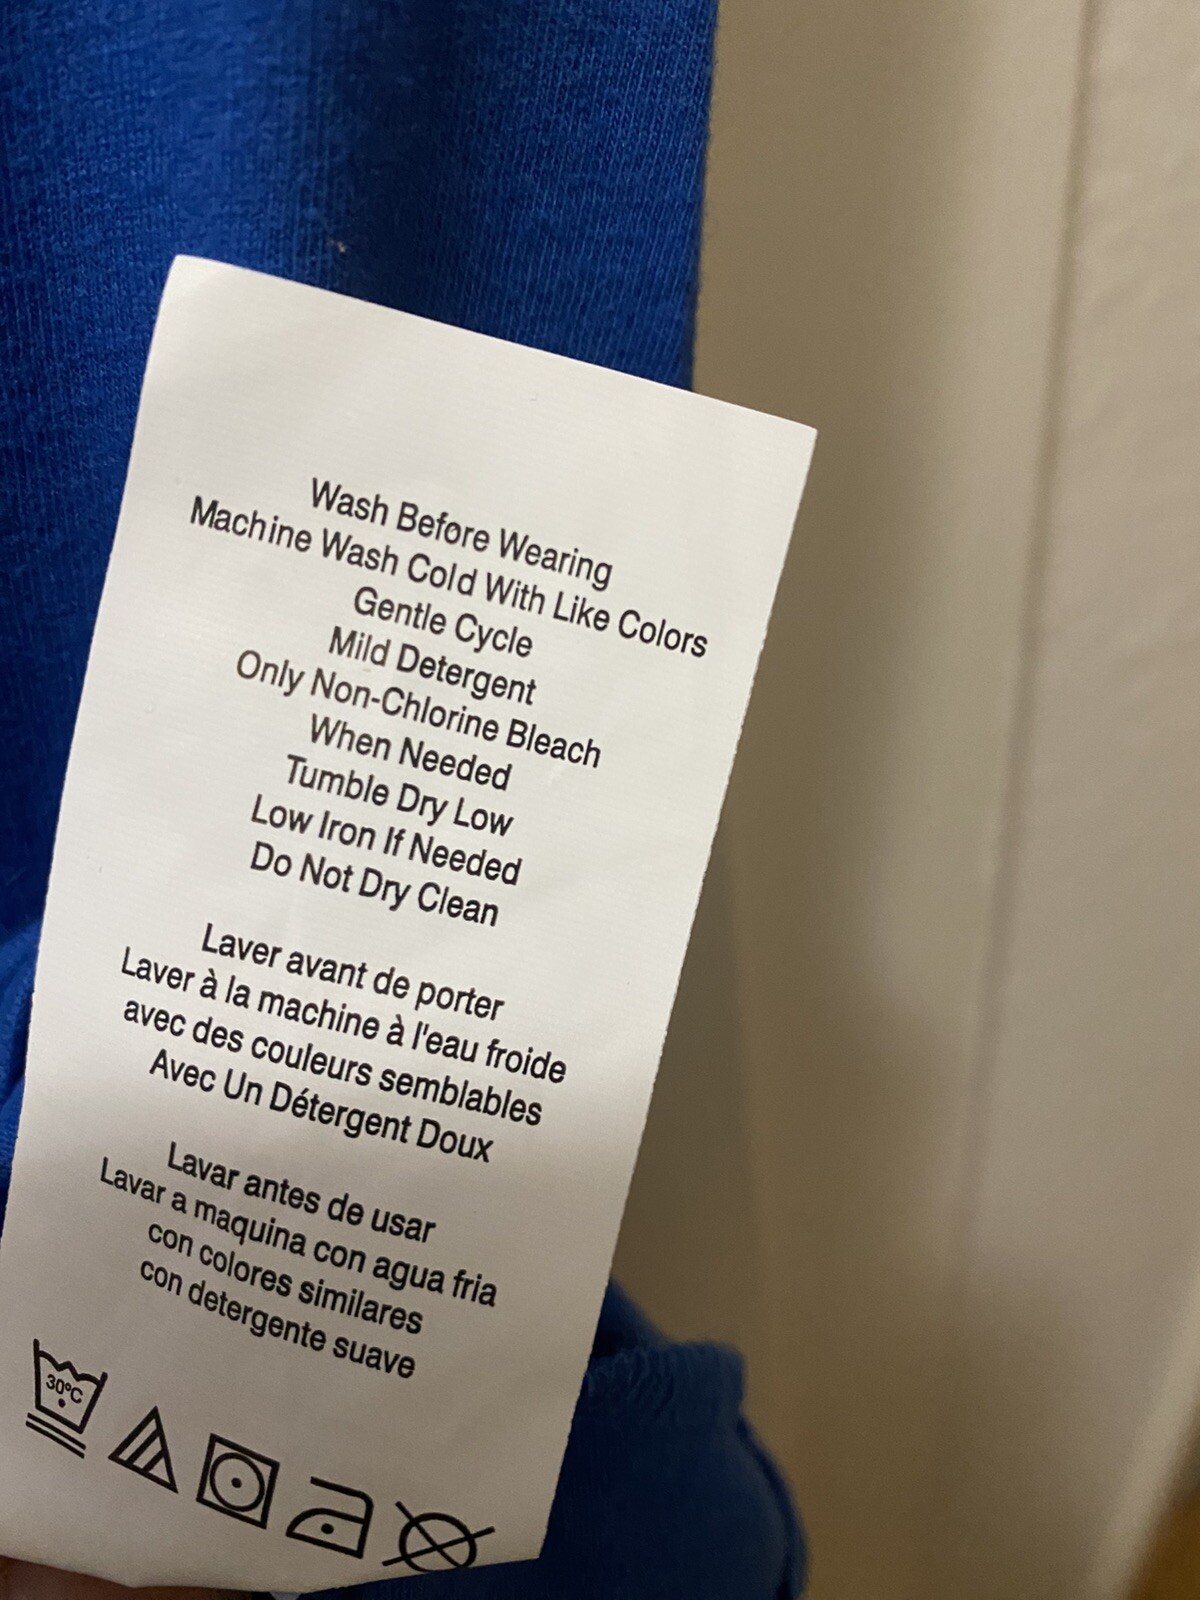 Wash Before Wearing
Machine Wash Cold With Like Colors
Gentle Cycle
Mild Detergent
Only Non-Chlorine Bleach
When Needed
Tumble Dry Low
Low Iron If Needed
Do Not Dry Clean
Laver avant de porter
Laver à la machine à l'eau froide
avec des couleurs semblables
Avec Un Détergent Doux
Lavar antes de usar
Lavar a maquina con agua fria
con colores similares
con detergente suave
30°C